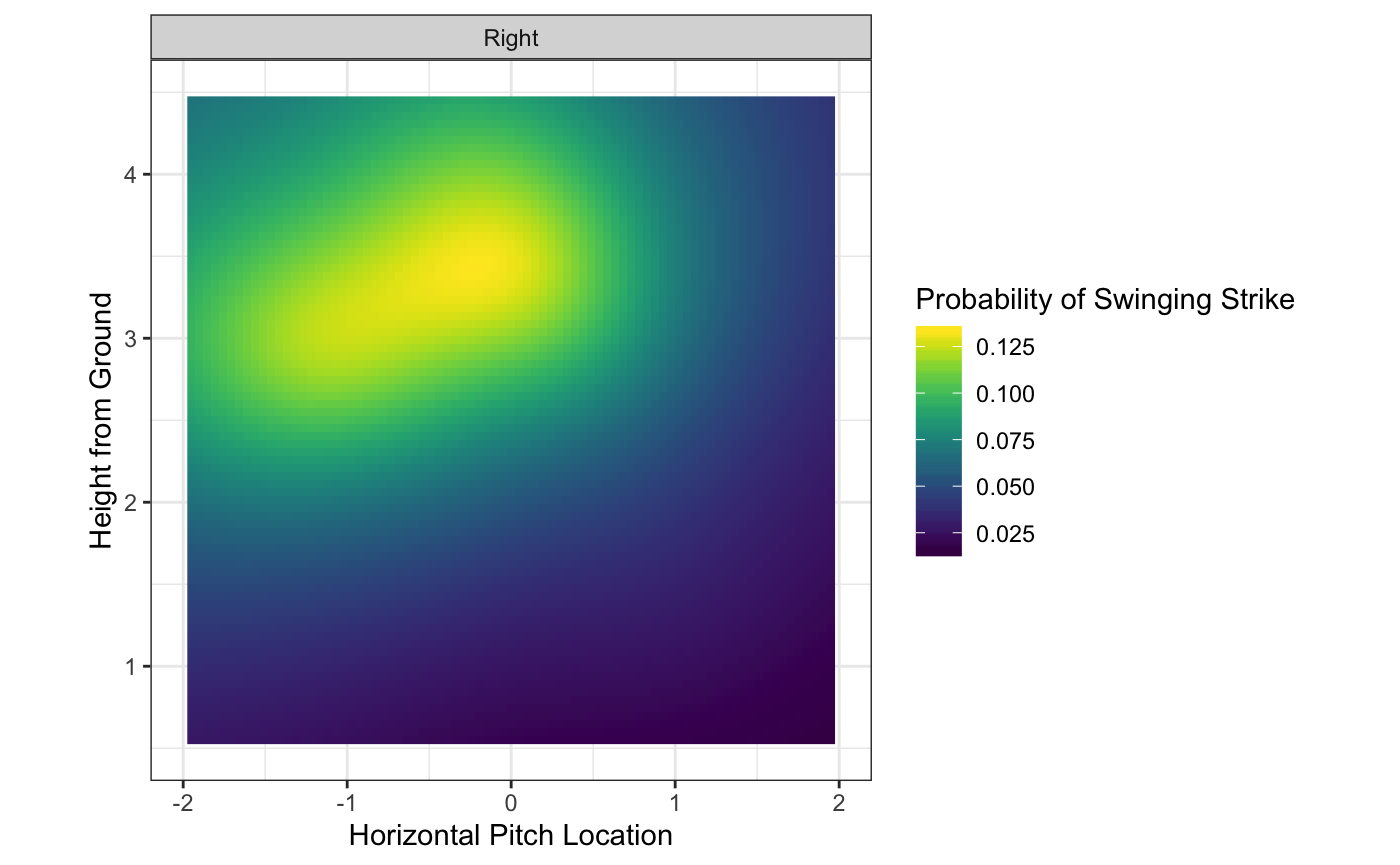 Right
Height from Ground
4
3
2
1
-2 -1 0 1 2
Horizontal Pitch Location
Probability of Swinging Strike
0.125
0.100
0.075
0.050
0.025